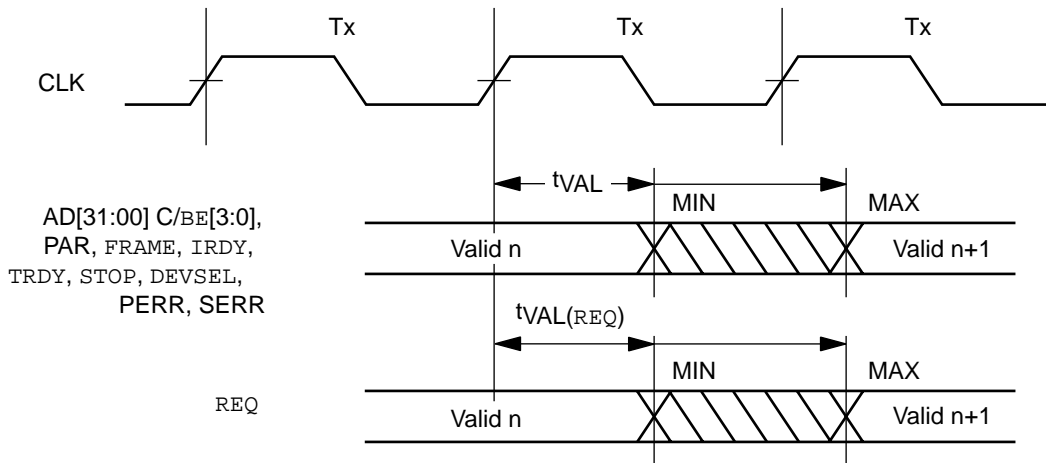 Tx Tx Tx
CLK
tVAL
MIN MAX
AD[31:00] C/BE[3:0],
PAR, FRAME, IRDY,
TRDY, STOP, DEVSEL,
PERR, SERR
Valid n Valid n+1
tVAL(REQ)
MIN MAX
REQ
Valid n Valid n+1